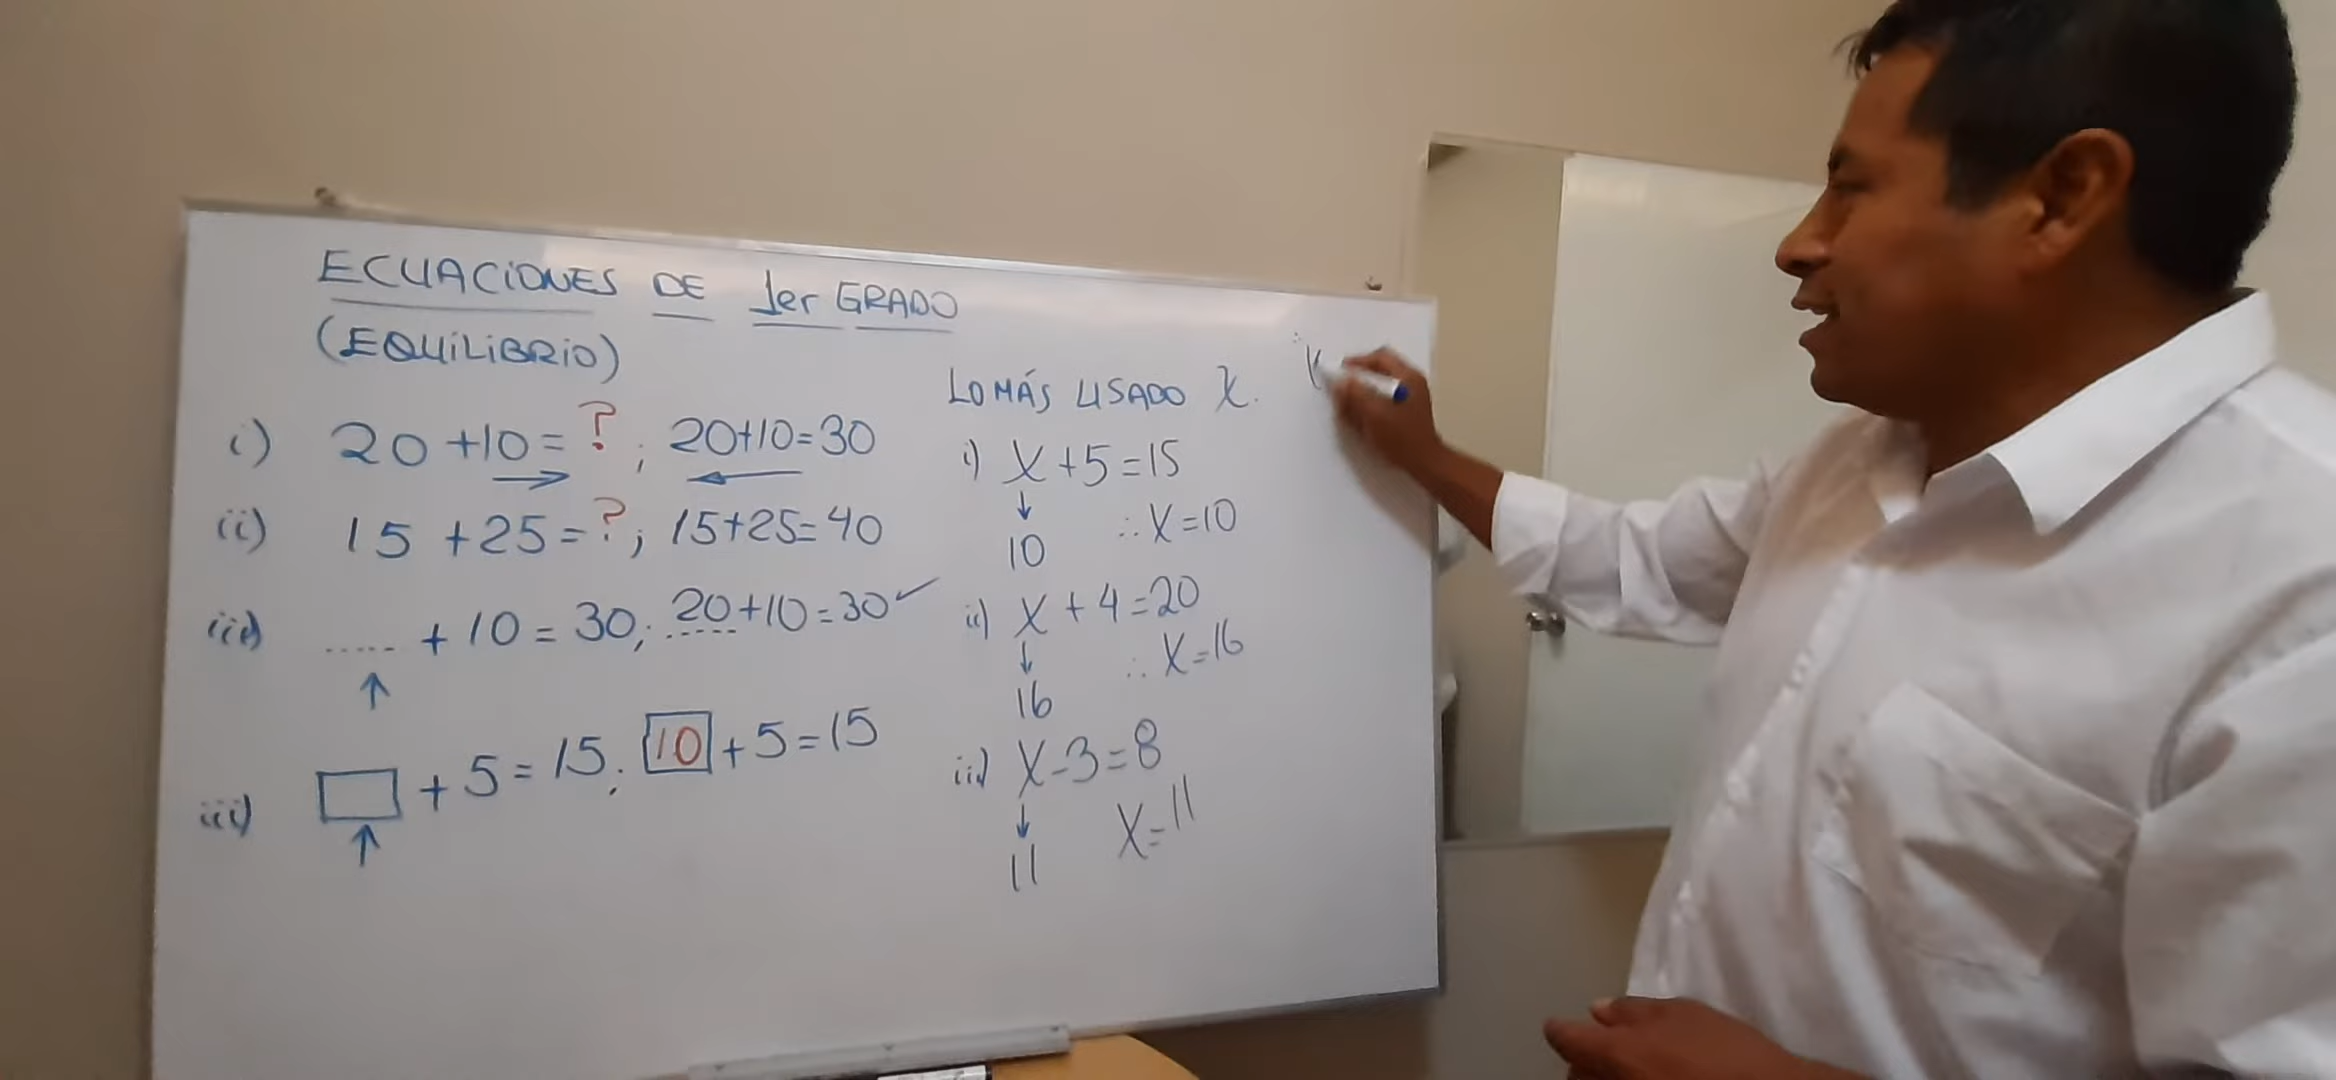 ECUACIONES DE 1er GRADO
(EQUILIBRIO)
i) 20 +10 = ? ; 20+10=30
ii) 15 +25 = ? ; 15+25=40
iii) ..... + 10 = 30; 20+10=30 ✓
↑
iiii) □ + 5 = 15; 10 + 5 = 15
↑
LO MÁS USADO X.
i) X + 5 = 15
↓
10 ∴ X = 10
ii) X + 4 = 20
↓ ∴ X = 16
16
iii) X - 3 = 8
↓ X = 11
11